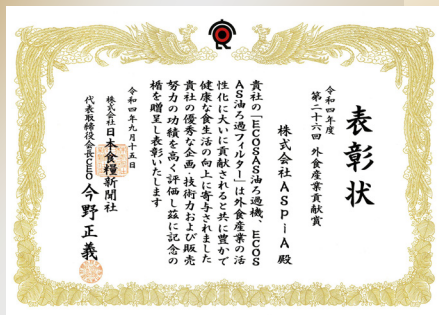 表彰状
令和四年度
第二十六回 外食産業貢献賞
株式会社ASPiA 殿
貴社の「ECOSAS油ろ過機、ECOS
AS油ろ過フィルター」は外食産業の活
性化に大いに貢献されると共に豊かで
健康な食生活の向上に寄与されました
貴社の優秀な企画・技術力および販売
努力の功績を高く評価し茲に記念の
楯を贈呈し表彰いたします
令和四年九月十五日
株式会社日本食糧新聞社
代表取締役会長CEO 今野正義